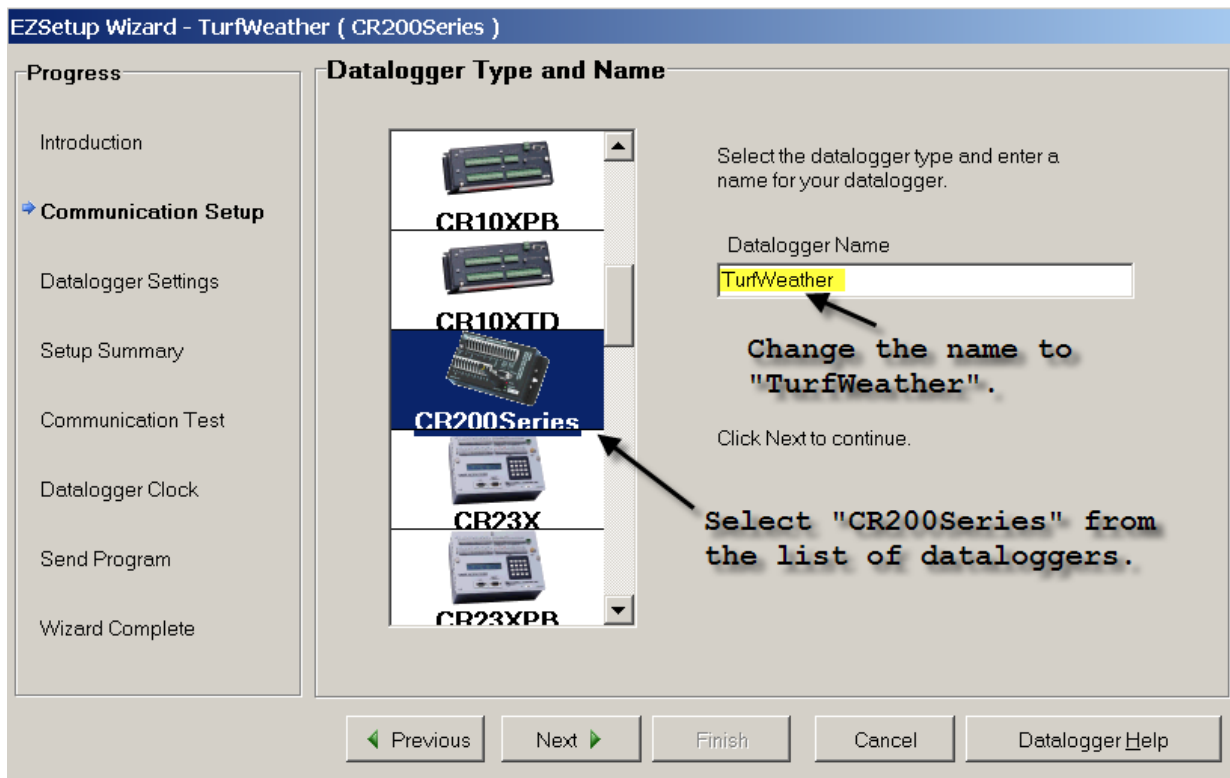 EZSetup Wizard - TurfWeather ( CR200Series )
Progress
Introduction
Communication Setup
Datalogger Settings
Setup Summary
Communication Test
Datalogger Clock
Send Program
Wizard Complete
Datalogger Type and Name
CR10XPB
CR10XTD
CR200Series
CR23X
CR23XPB
Select the datalogger type and enter a
name for your datalogger.
Datalogger Name
TurfWeather
Change the name to
"TurfWeather".
Click Next to continue.
Select "CR200Series" from
the list of dataloggers.
Previous
Next
Finish
Cancel
Datalogger Help